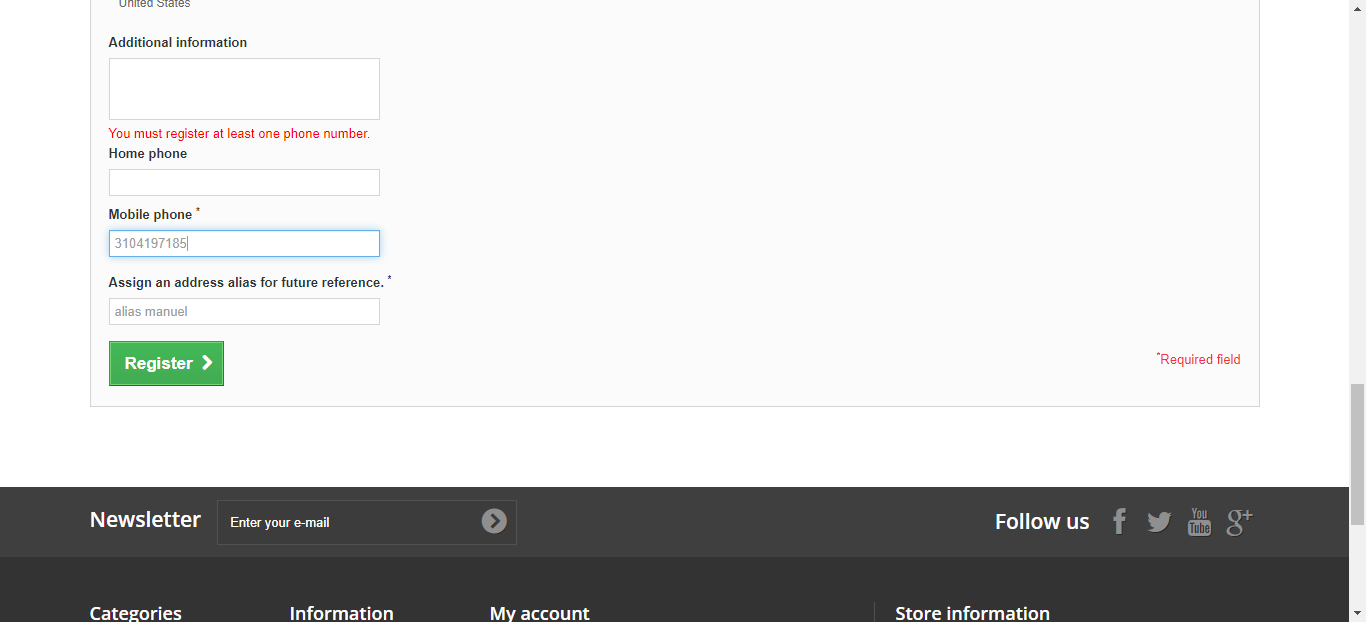 United States
Additional information
You must register at least one phone number.
Home phone
Mobile phone *
3104197185
Assign an address alias for future reference. *
alias manuel
Register
*Required field
Newsletter
Enter your e-mail
Follow us
You
Tube
g+
Categories
Information
My account
Store information